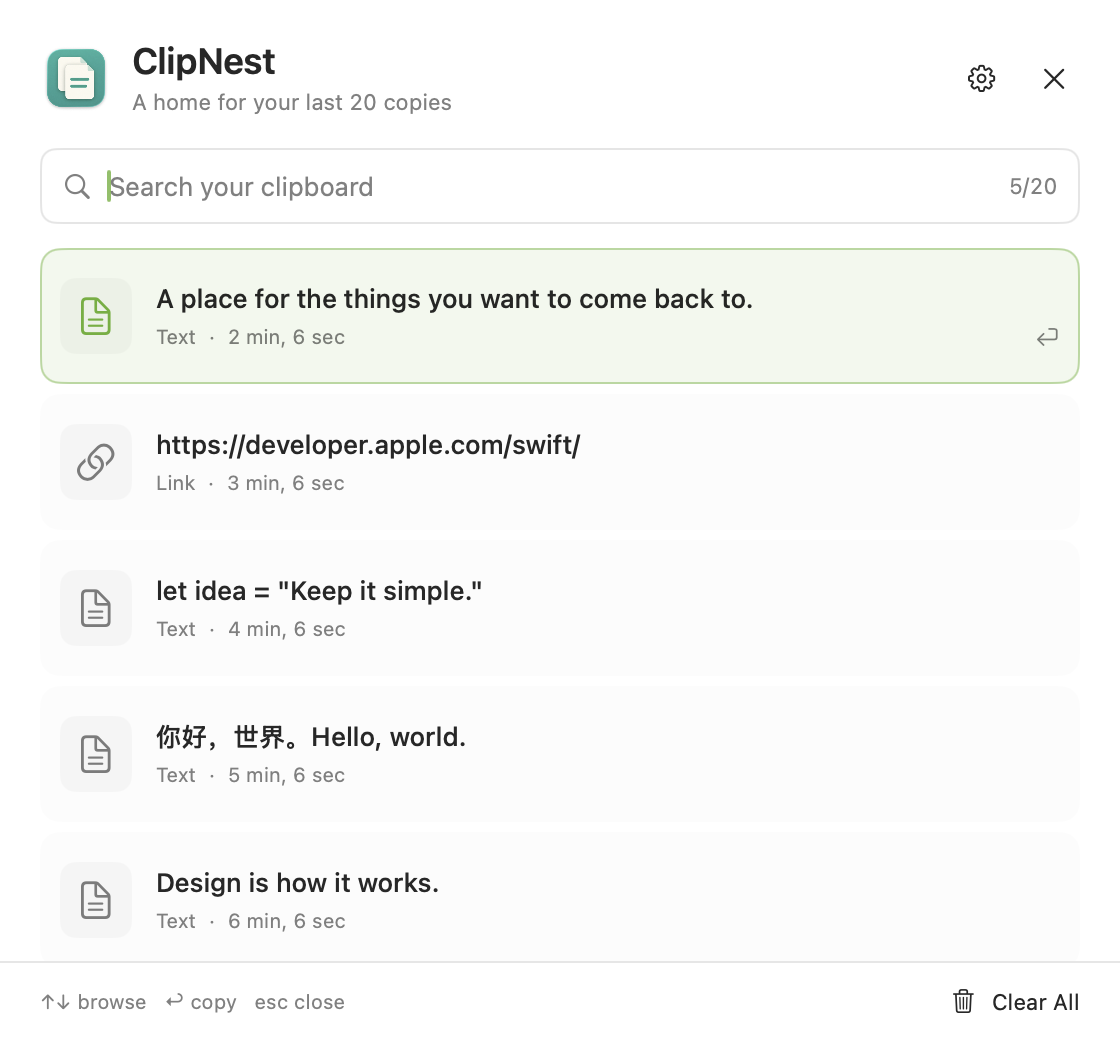 ClipNest
A home for your last 20 copies
Search your clipboard 5/20
A place for the things you want to come back to.
Text · 2 min, 6 sec
https://developer.apple.com/swift/
Link · 3 min, 6 sec
let idea = "Keep it simple."
Text · 4 min, 6 sec
你好，世界。Hello, world.
Text · 5 min, 6 sec
Design is how it works.
Text · 6 min, 6 sec
↑↓ browse ↩ copy esc close Clear All